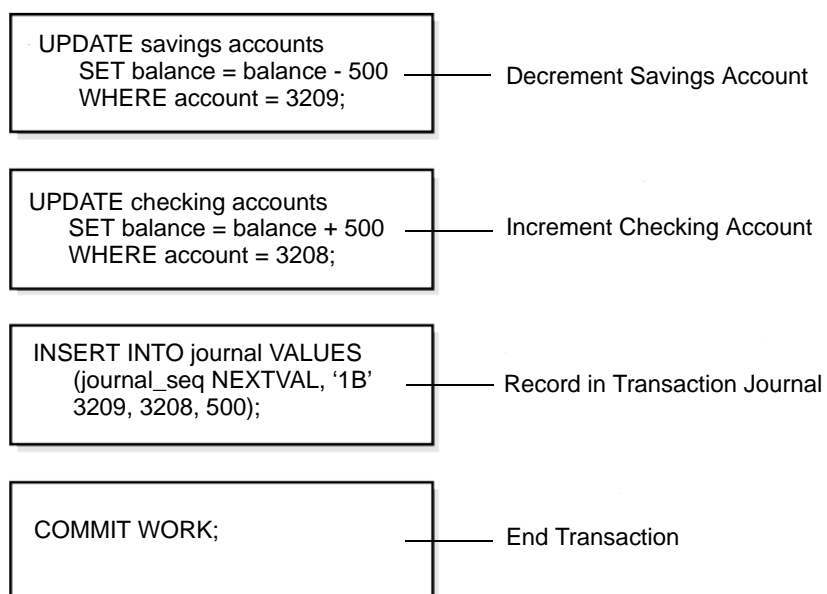 UPDATE savings accounts
SET balance = balance - 500
WHERE account = 3209;
Decrement Savings Account
UPDATE checking accounts
SET balance = balance + 500
WHERE account = 3208;
Increment Checking Account
INSERT INTO journal VALUES
(journal_seq NEXTVAL, ‘1B’
3209, 3208, 500);
Record in Transaction Journal
COMMIT WORK;
End Transaction